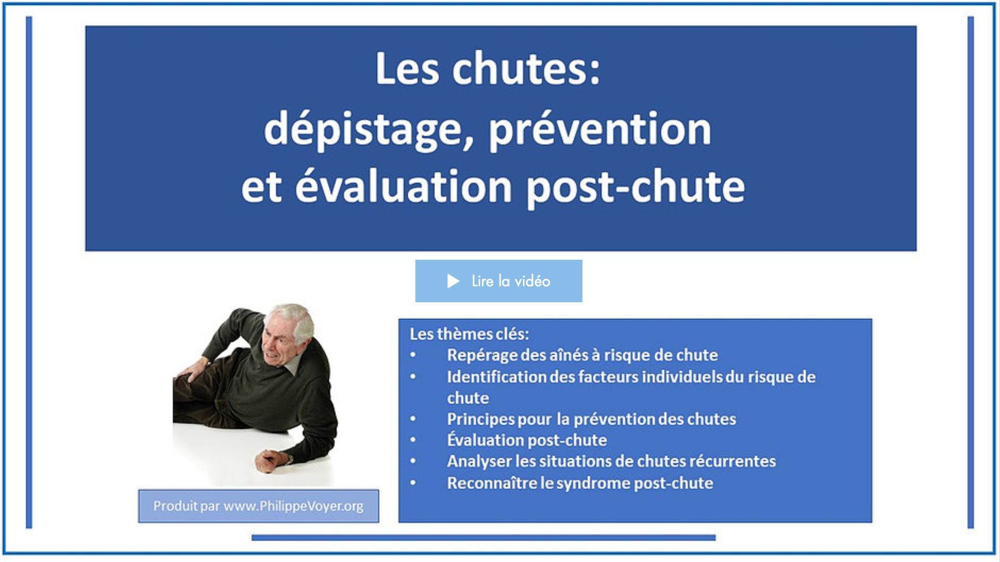 Les chutes:
dépistage, prévention
et évaluation post-chute
Lire la vidéo
Les thèmes clés:
• Repérage des aînés à risque de chute
• Identification des facteurs individuels du risque de
chute
• Principes pour la prévention des chutes
• Évaluation post-chute
• Analyser les situations de chutes récurrentes
• Reconnaître le syndrome post-chute
Produit par www.PhilippeVoyer.org